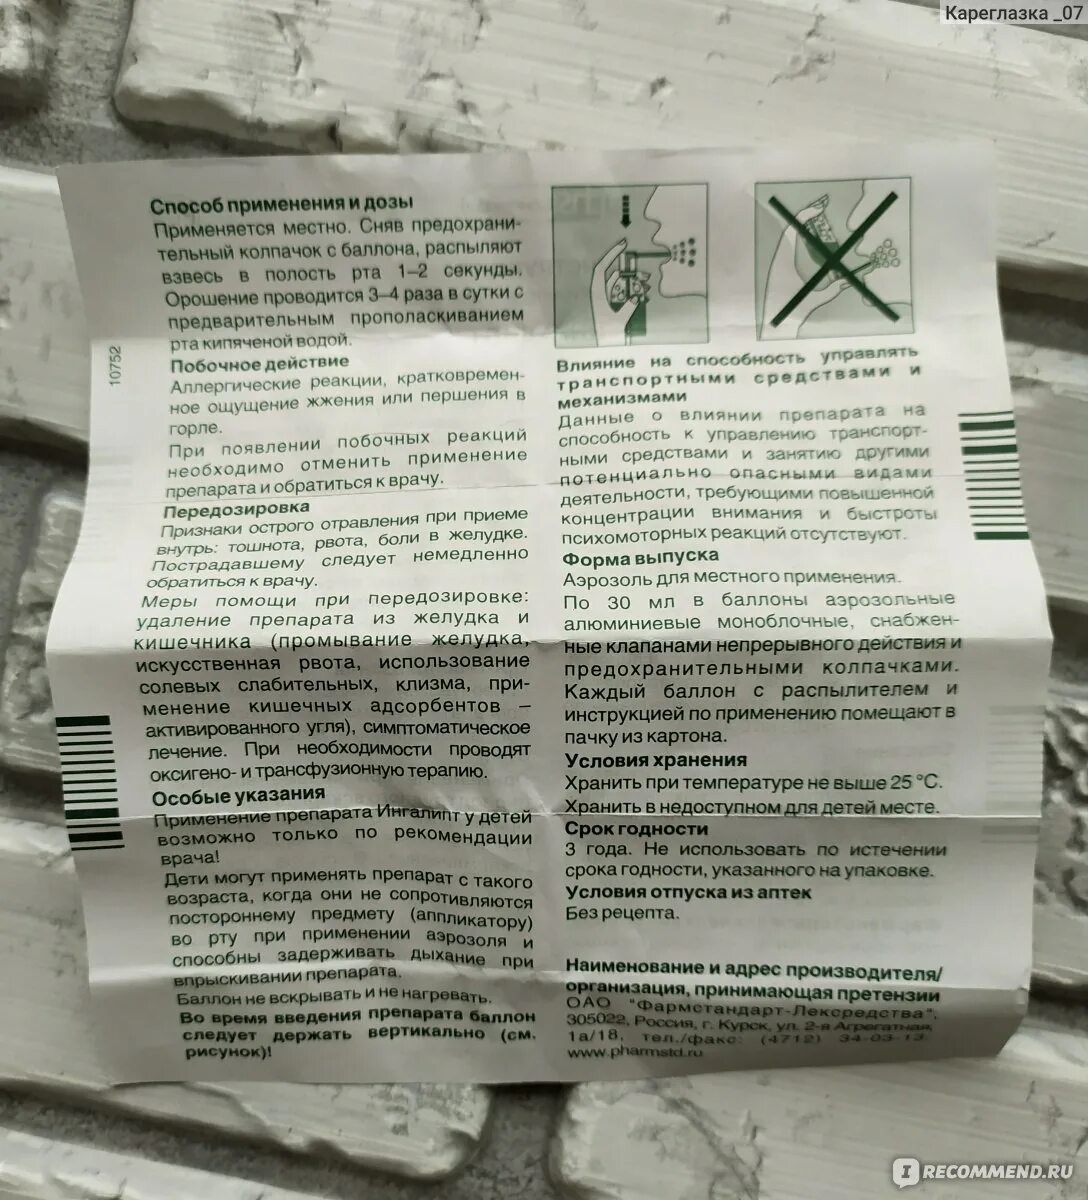 Кареглазка _07
Способ применения и дозы
Применяется местно. Сняв предохрани-
тельный колпачок с баллона, распыляют
взвесь в полость рта 1–2 секунды.
Орошение проводится 3–4 раза в сутки с
предварительным прополаскиванием
рта кипяченой водой.
Побочное действие
Аллергические реакции, кратковремен-
ное ощущение жжения или першения в
горле.
При появлении побочных реакций
необходимо отменить применение
препарата и обратиться к врачу.
Передозировка
Признаки острого отравления при приеме
внутрь: тошнота, рвота, боли в желудке.
Пострадавшему следует немедленно
обратиться к врачу.
Меры помощи при передозировке:
удаление препарата из желудка и
кишечника (промывание желудка,
искусственная рвота, использование
солевых слабительных, клизма, при-
менение кишечных адсорбентов –
активированного угля), симптоматическое
лечение. При необходимости проводят
оксигено- и трансфузионную терапию.
Особые указания
Применение препарата Ингалипт у детей
возможно только по рекомендации
врача!
Дети могут применять препарат с такого
возраста, когда они не сопротивляются
постороннему предмету (аппликатору)
во рту при применении аэрозоля и
способны задерживать дыхание при
впрыскивании препарата.
Баллон не вскрывать и не нагревать.
Во время введения препарата баллон
следует держать вертикально (см.
рисунок)!
10752
Влияние на способность управлять
транспортными средствами и
механизмами
Данные о влиянии препарата на
способность к управлению транспорт-
ными средствами и занятию другими
потенциально опасными видами
деятельности, требующими повышенной
концентрации внимания и быстроты
психомоторных реакций отсутствуют.
Форма выпуска
Аэрозоль для местного применения.
По 30 мл в баллоны аэрозольные
алюминиевые моноблочные, снабжен-
ные клапанами непрерывного действия и
предохранительными колпачками.
Каждый баллон с распылителем и
инструкцией по применению помещают в
пачку из картона.
Условия хранения
Хранить при температуре не выше 25 °С.
Хранить в недоступном для детей месте.
Срок годности
3 года. Не использовать по истечении
срока годности, указанного на упаковке.
Условия отпуска из аптек
Без рецепта.
Наименование и адрес производителя/
организация, принимающая претензии
ОАО "Фармстандарт-Лексредства",
305022, Россия, г. Курск, ул. 2-я Агрегатная,
1а/18, тел./факс: (4712) 34-03-13,
www.pharmstd.ru
IRECOMMEND.RU